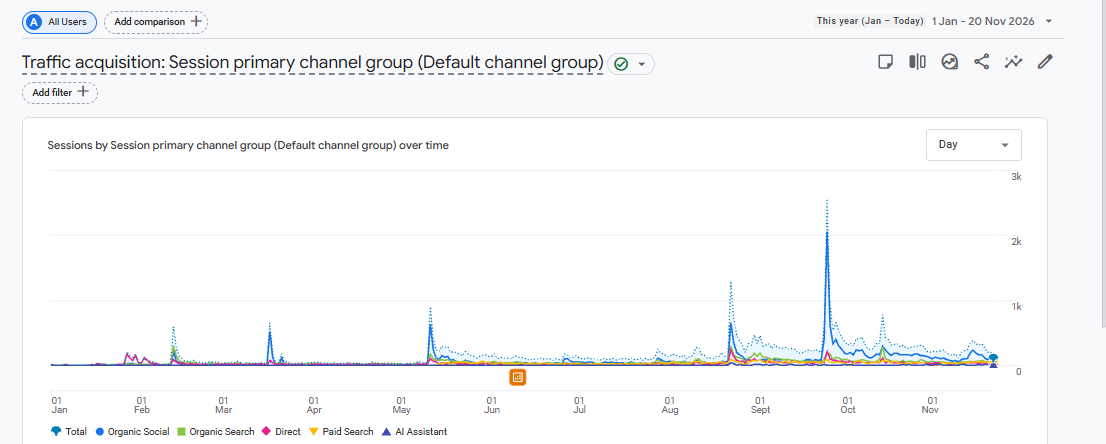 A All Users Add comparison + This year (Jan – Today) 1 Jan - 20 Nov 2026
Traffic acquisition: Session primary channel group (Default channel group)
Add filter +
Sessions by Session primary channel group (Default channel group) over time
Day
3k
2k
1k
0
01 01 01 01 01 01 01 01 01 01 01
Jan Feb Mar Apr May Jun Jul Aug Sept Oct Nov
Total Organic Social Organic Search Direct Paid Search AI Assistant